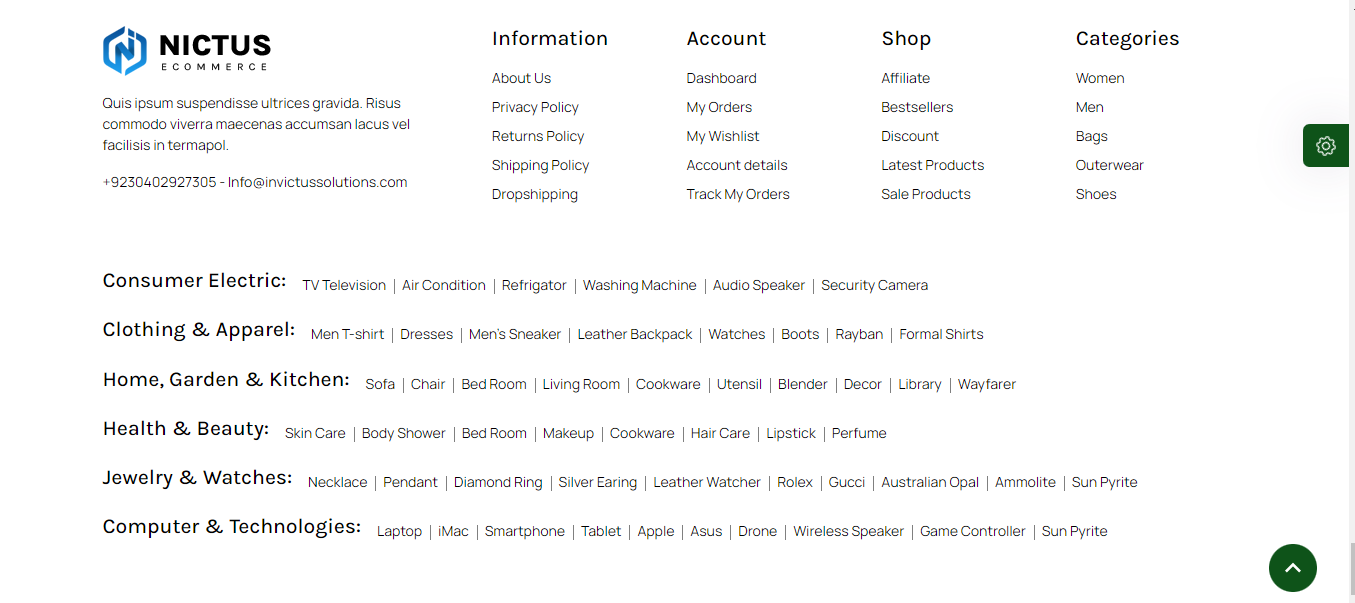 NICTUS
ECOMMERCE
Quis ipsum suspendisse ultrices gravida. Risus
commodo viverra maecenas accumsan lacus vel
facilisis in termapol.
+9230402927305 - Info@invictussolutions.com
Information
About Us
Privacy Policy
Returns Policy
Shipping Policy
Dropshipping
Account
Dashboard
My Orders
My Wishlist
Account details
Track My Orders
Shop
Affiliate
Bestsellers
Discount
Latest Products
Sale Products
Categories
Women
Men
Bags
Outerwear
Shoes
Consumer Electric: TV Television | Air Condition | Refrigator | Washing Machine | Audio Speaker | Security Camera
Clothing & Apparel: Men T-shirt | Dresses | Men's Sneaker | Leather Backpack | Watches | Boots | Rayban | Formal Shirts
Home, Garden & Kitchen: Sofa | Chair | Bed Room | Living Room | Cookware | Utensil | Blender | Decor | Library | Wayfarer
Health & Beauty: Skin Care | Body Shower | Bed Room | Makeup | Cookware | Hair Care | Lipstick | Perfume
Jewelry & Watches: Necklace | Pendant | Diamond Ring | Silver Earing | Leather Watcher | Rolex | Gucci | Australian Opal | Ammolite | Sun Pyrite
Computer & Technologies: Laptop | iMac | Smartphone | Tablet | Apple | Asus | Drone | Wireless Speaker | Game Controller | Sun Pyrite